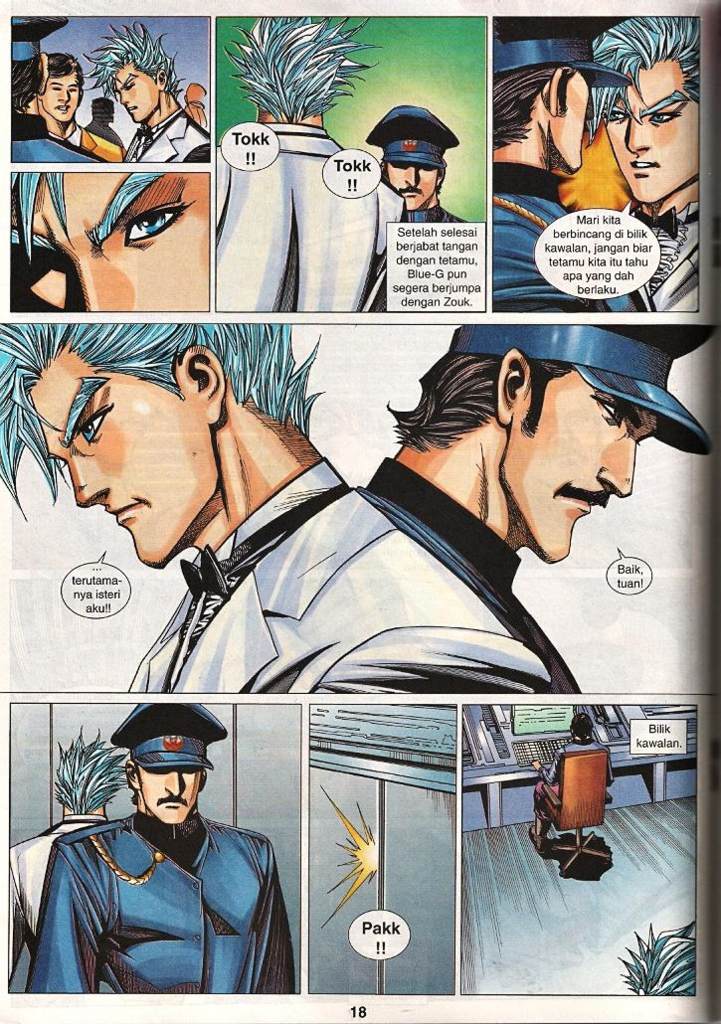 Tokk
!!
Tokk
!!
Setelah selesai
berjabat tangan
dengan tetamu,
Blue-G pun
segera berjumpa
dengan Zouk.
Mari kita
berbincang di bilik
kawalan, jangan biar
tetamu kita itu tahu
apa yang dah
berlaku.
...
terutama-
nya isteri
aku!!
Baik,
tuan!
Pakk
!!
Bilik
kawalan.
18